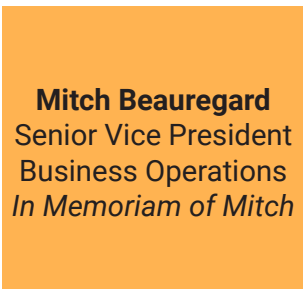 Mitch Beauregard
Senior Vice President
Business Operations
In Memoriam of Mitch